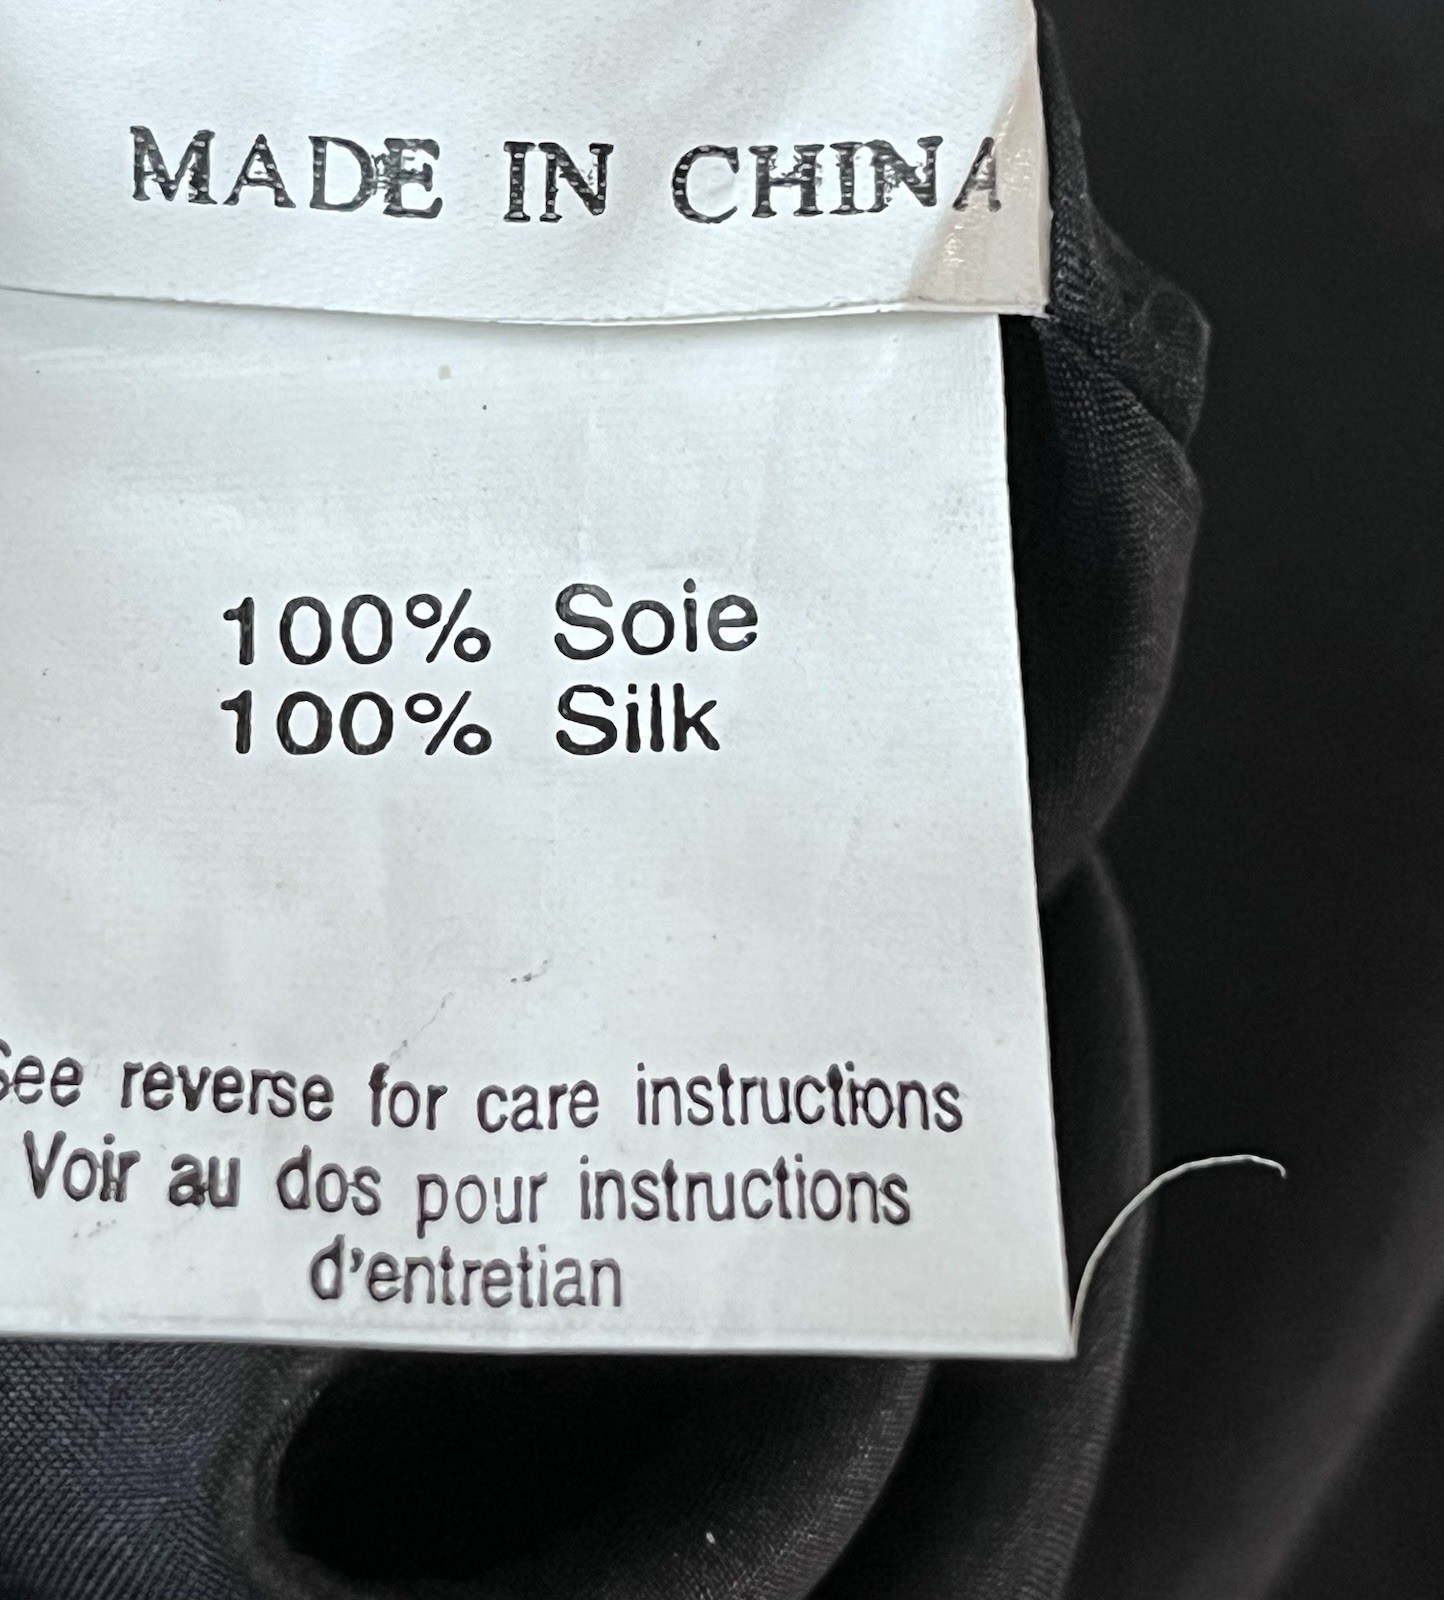 MADE IN CHINA
100% Soie
100% Silk
See reverse for care instructions
Voir au dos pour instructions
d'entretian